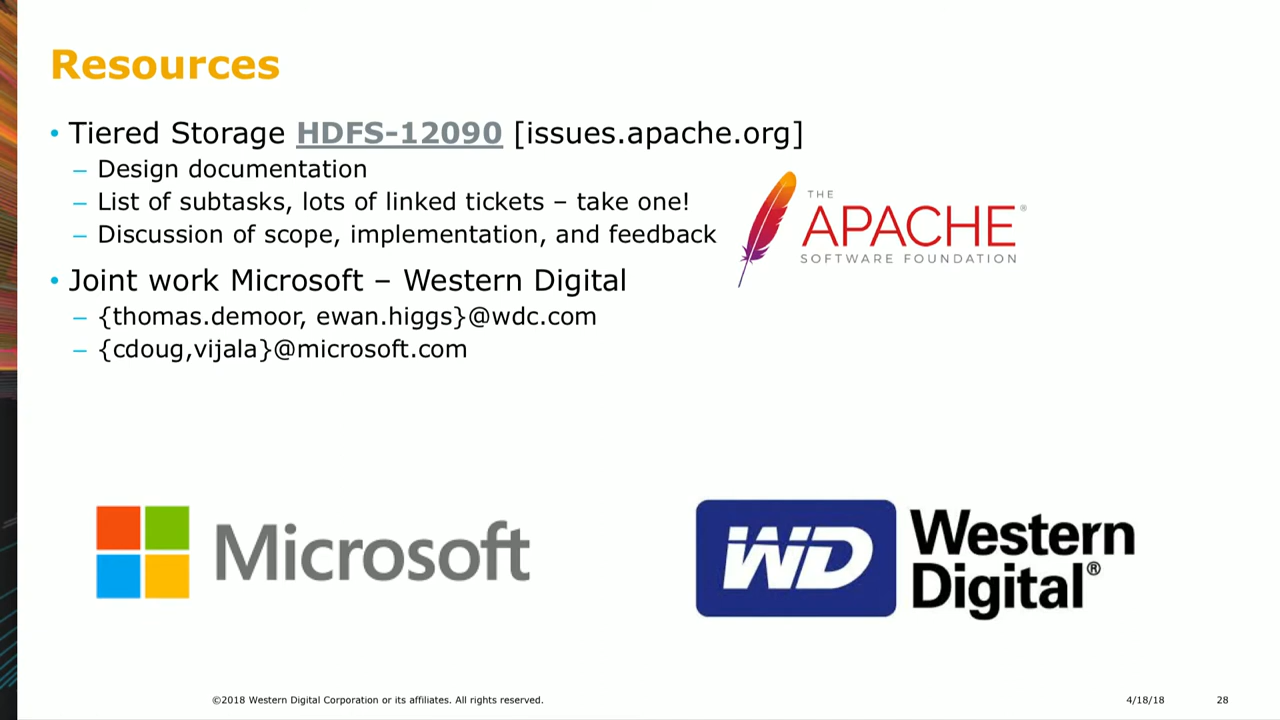 Resources
• Tiered Storage HDFS-12090 [issues.apache.org]
– Design documentation
– List of subtasks, lots of linked tickets – take one!
– Discussion of scope, implementation, and feedback
THE
APACHE®
SOFTWARE FOUNDATION
• Joint work Microsoft – Western Digital
– {thomas.demoor, ewan.higgs}@wdc.com
– {cdoug,vijala}@microsoft.com
Microsoft
WD
Western
Digital®
©2018 Western Digital Corporation or its affiliates. All rights reserved.
4/18/18
28